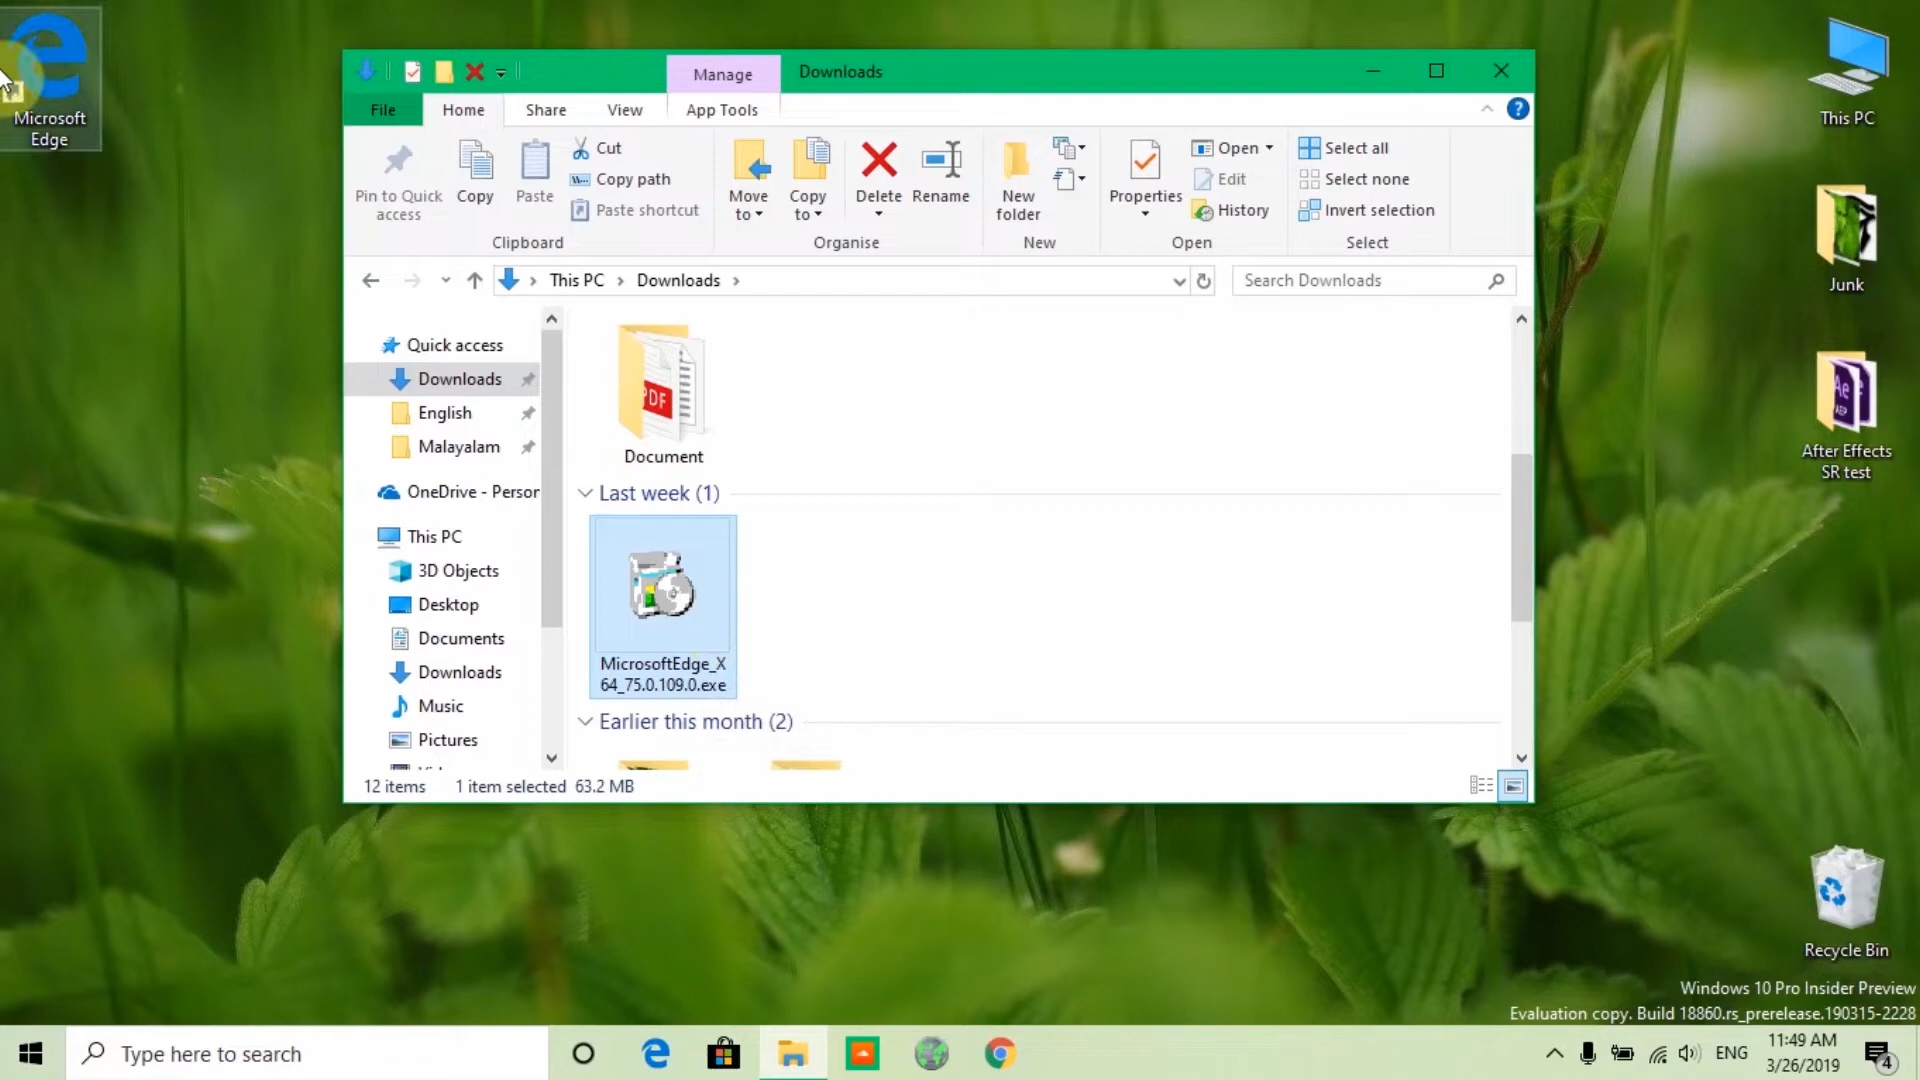 Microsoft
Edge
Manage
Downloads
File
Home
Share
View
App Tools
Pin to Quick
access
Copy
Paste
Cut
Copy path
Paste shortcut
Clipboard
Move
to
Copy
to
Delete
Rename
Organise
New
folder
New
Properties
Open
Edit
History
Open
Select all
Select none
Invert selection
Select
This PC
Downloads
Search Downloads
Quick access
Downloads
English
Malayalam
OneDrive - Person
This PC
3D Objects
Desktop
Documents
Downloads
Music
Pictures
PDF
Document
Last week (1)
MicrosoftEdge_X
64_75.0.109.0.exe
Earlier this month (2)
12 items
1 item selected 63.2 MB
This PC
Junk
Ae
AEP
After Effects
SR test
Recycle Bin
Windows 10 Pro Insider Preview
Evaluation copy. Build 18860.rs_prerelease.190315-2228
Type here to search
ENG
11:49 AM
3/26/2019
4